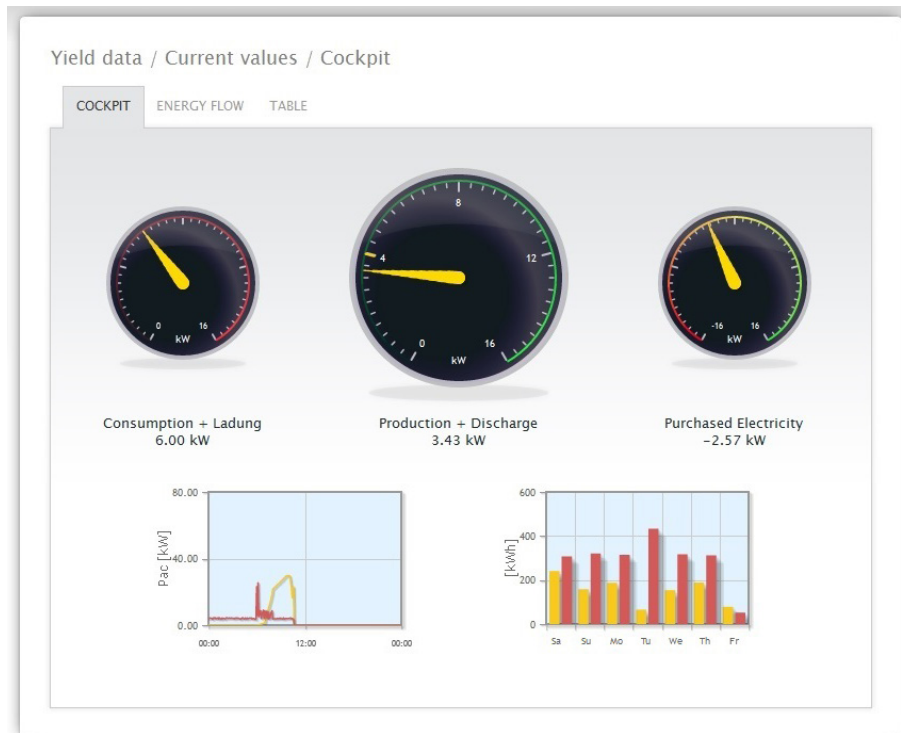 Yield data / Current values / Cockpit
COCKPIT ENERGY FLOW TABLE
8
4 12
0 16
kW
0 16
kW
-16 16
kW
Consumption + Ladung
6.00 kW
Production + Discharge
3.43 kW
Purchased Electricity
-2.57 kW
80.00
40.00
0.00
Pac [kW]
00:00 12:00 00:00
600
400
200
0
[kWh]
Sa Su Mo Tu We Th Fr